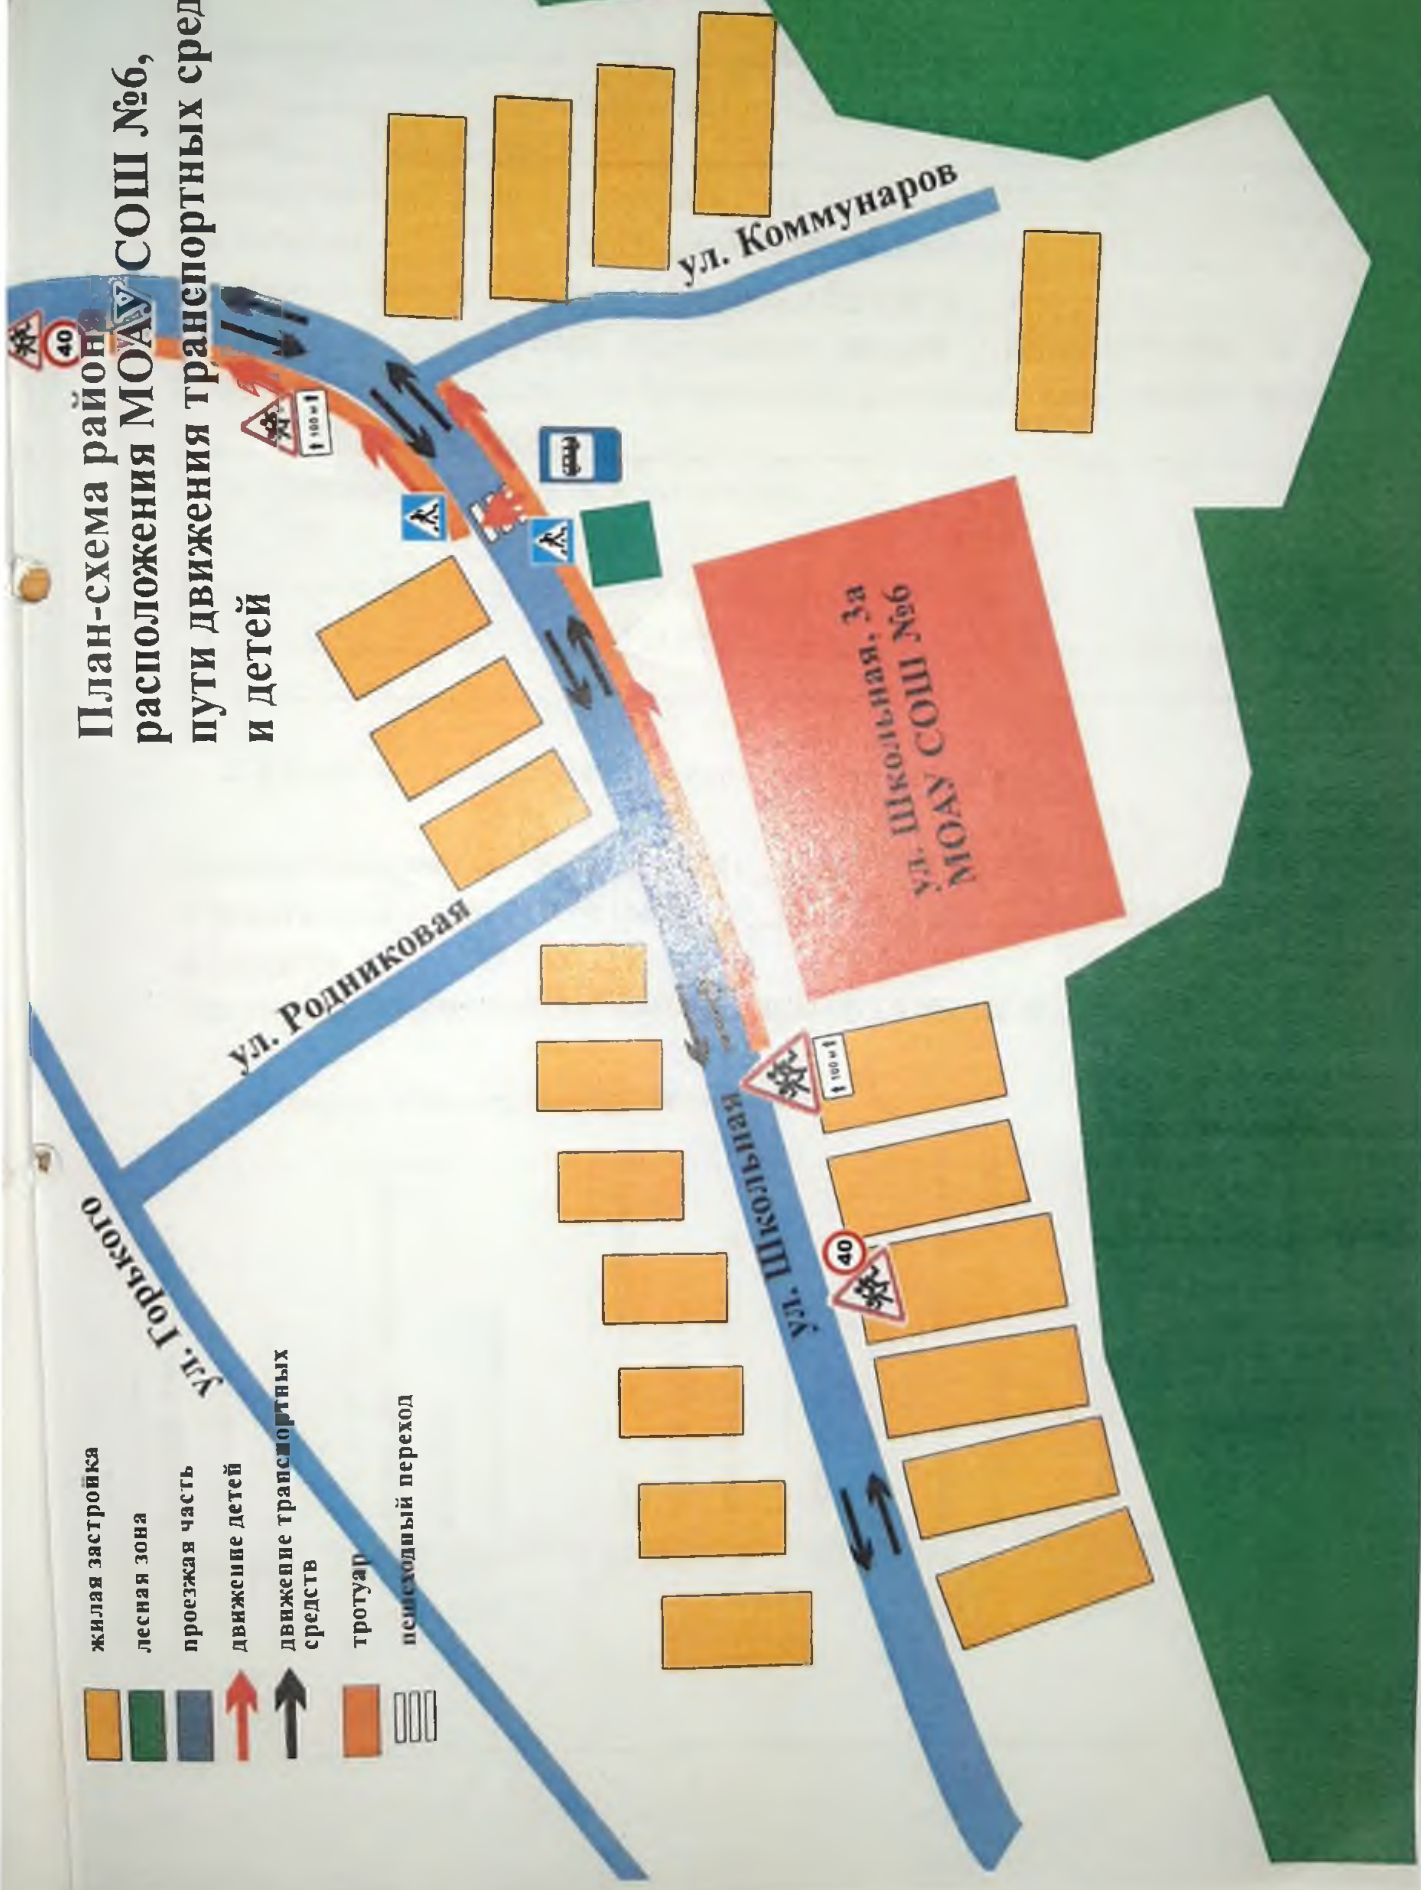 План-схема района
расположения МОАУ СОШ №6,
пути движения транспортных сред
и детей
40
100 м
ул. Коммунаров
ул. Школьная, 3а
МОАУ СОШ №6
ул. Родниковая
ул. Горького
ул. Школьная
100 м
40
жилая застройка
лесная зона
проезжая часть
движение детей
движение транспортных
средств
тротуар
пешеходный переход